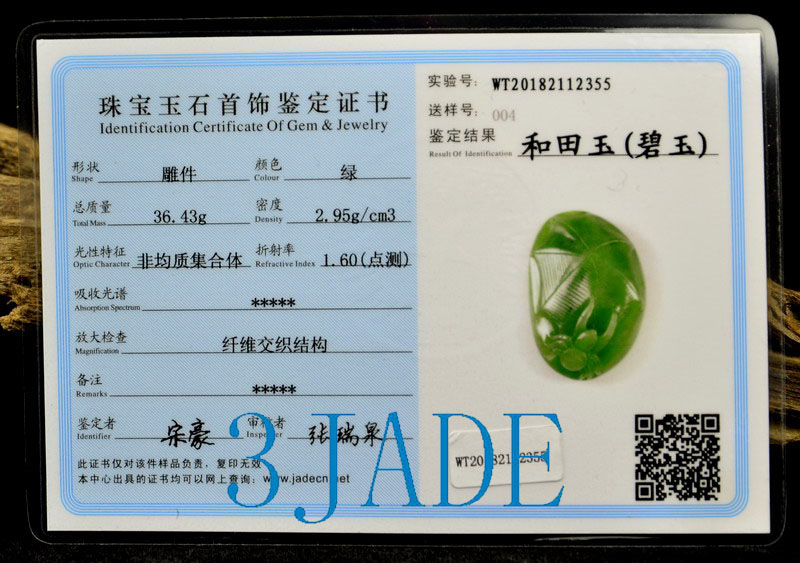 珠宝玉石首饰鉴定证书
Identification Certificate Of Gem & Jewelry
形状 Shape 雕件 颜色 Colour 绿
总质量 Total Mass 36.43g 密度 Density 2.95g/cm3
光性特征 Optic Character 非均质集合体 折射率 Refractive Index 1.60(点测)
吸收光谱 Absorption Spectrum *****
放大检查 Magnification 纤维交织结构
备注 Remarks *****
鉴定者 Identifier 宋豪 审核者 Inspector 张瑞泉
此证书仅对该件样品负责，复印无效
本中心出具的证书均可以网上查询：www.jadecn.net
实验号： WT20182112355
送样号： 004
鉴定结果 Result Of Identification 和田玉(碧玉)
WT20182112355
3JADE